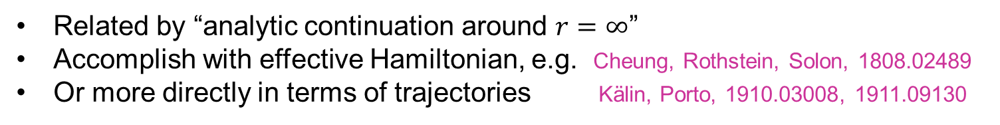 • Related by “analytic continuation around r = ∞”
• Accomplish with effective Hamiltonian, e.g. Cheung, Rothstein, Solon, 1808.02489
• Or more directly in terms of trajectories Kälin, Porto, 1910.03008, 1911.09130